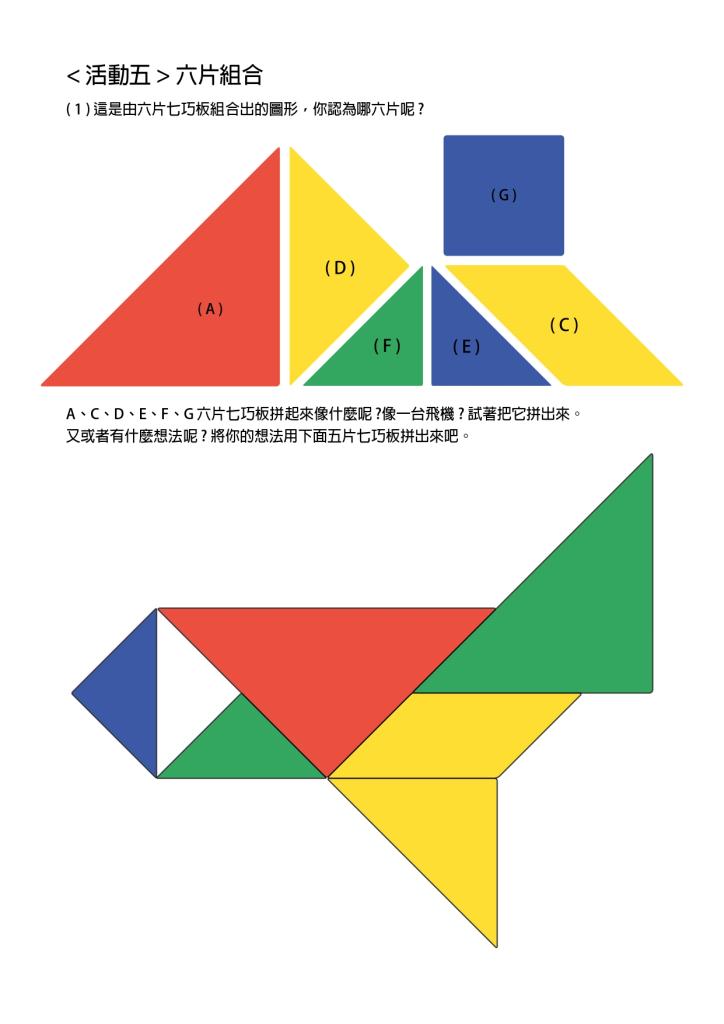 <活動五>六片組合
(1)這是由六片七巧板組合出的圖形，你認為哪六片呢?
(G)
(D)
(A)
(C)
(F)
(E)
A、C、D、E、F、G六片七巧板拼起來像什麼呢?像一台飛機?試著把它拼出來。
又或者有什麼想法呢?將你的想法用下面五片七巧板拼出來吧。